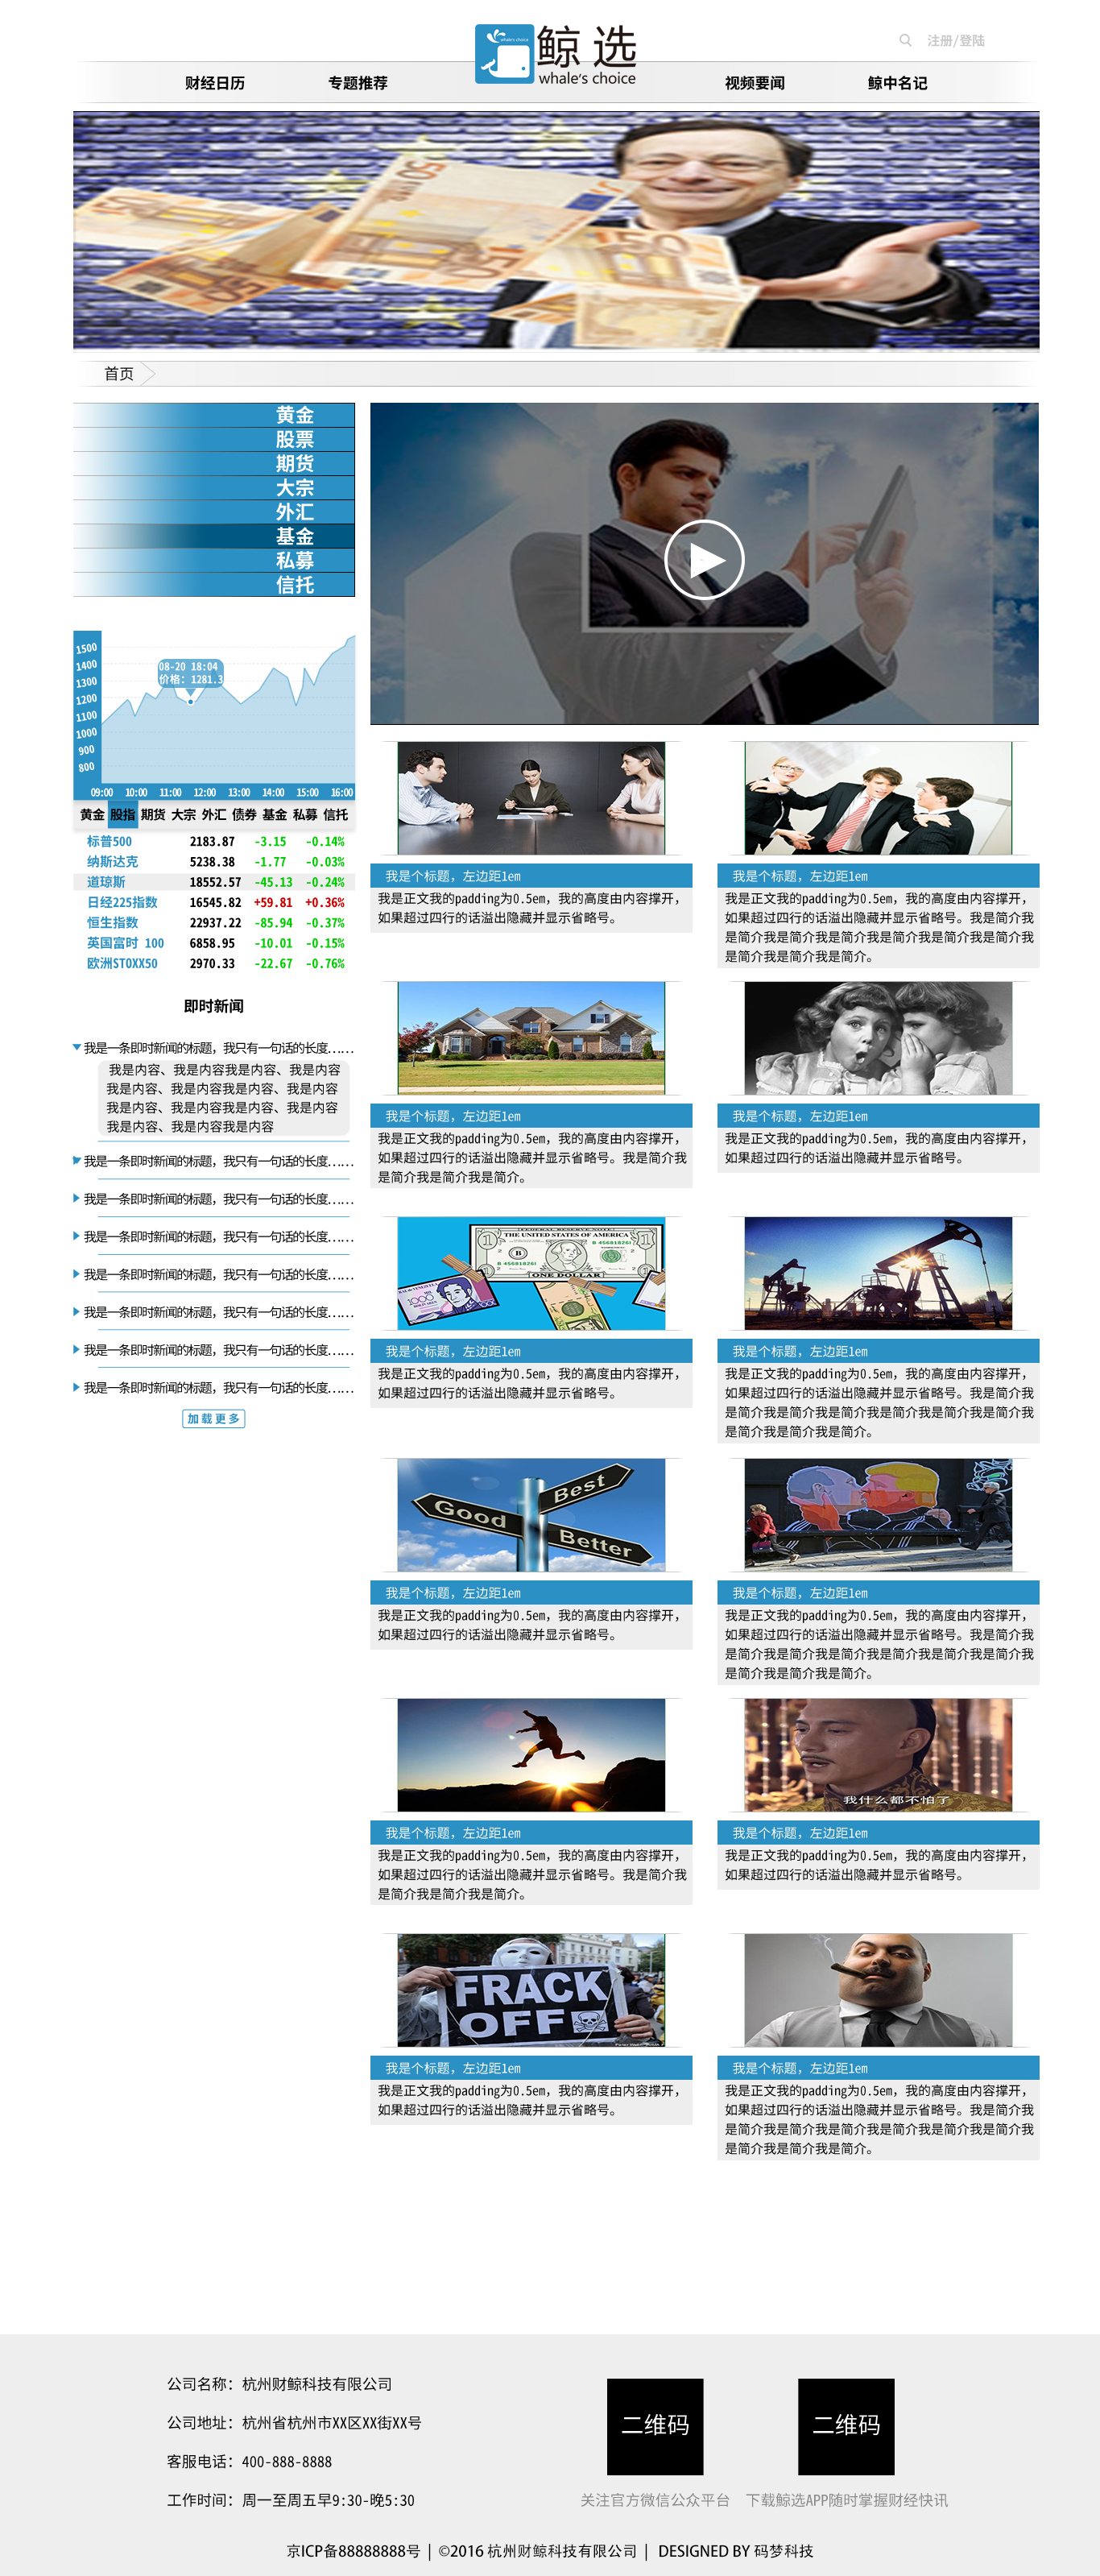 whale's choice
鲸 选
whale's choice
注册/登陆
财经日历
专题推荐
视频要闻
鲸中名记
首页
黄金
股票
期货
大宗
外汇
基金
私募
信托
1500
1400
1300
1200
1100
1000
900
800
08-20 18:04
价格: 1281.3
09:00 10:00 11:00 12:00 13:00 14:00 15:00 16:00
黄金 股指 期货 大宗 外汇 债券 基金 私募 信托
标普500 2183.87 -3.15 -0.14%
纳斯达克 5238.38 -1.77 -0.03%
道琼斯 18552.57 -45.13 -0.24%
日经225指数 16545.82 +59.81 +0.36%
恒生指数 22937.22 -85.94 -0.37%
英国富时 100 6858.95 -10.01 -0.15%
欧洲STOXX50 2970.33 -22.67 -0.76%
即时新闻
我是一条即时新闻的标题，我只有一句话的长度……
我是内容、我是内容我是内容、我是内容
我是内容、我是内容我是内容、我是内容
我是内容、我是内容我是内容、我是内容
我是内容、我是内容我是内容
我是一条即时新闻的标题，我只有一句话的长度……
我是一条即时新闻的标题，我只有一句话的长度……
我是一条即时新闻的标题，我只有一句话的长度……
我是一条即时新闻的标题，我只有一句话的长度……
我是一条即时新闻的标题，我只有一句话的长度……
我是一条即时新闻的标题，我只有一句话的长度……
我是一条即时新闻的标题，我只有一句话的长度……
加载更多
我是个标题，左边距1em
我是正文我的padding为0.5em，我的高度由内容撑开，
如果超过四行的话溢出隐藏并显示省略号。
我是个标题，左边距1em
我是正文我的padding为0.5em，我的高度由内容撑开，
如果超过四行的话溢出隐藏并显示省略号。我是简介我
是简介我是简介我是简介我是简介我是简介我是简介我
是简介我是简介我是简介。
我是个标题，左边距1em
我是正文我的padding为0.5em，我的高度由内容撑开，
如果超过四行的话溢出隐藏并显示省略号。我是简介我
是简介我是简介我是简介。
我是个标题，左边距1em
我是正文我的padding为0.5em，我的高度由内容撑开，
如果超过四行的话溢出隐藏并显示省略号。
FEDERAL RESERVE NOTE
THE UNITED STATES OF AMERICA
B 45681826I
B 45681826I
ONE DOLLAR
我是个标题，左边距1em
我是正文我的padding为0.5em，我的高度由内容撑开，
如果超过四行的话溢出隐藏并显示省略号。
我是个标题，左边距1em
我是正文我的padding为0.5em，我的高度由内容撑开，
如果超过四行的话溢出隐藏并显示省略号。我是简介我
是简介我是简介我是简介我是简介我是简介我是简介我
是简介我是简介我是简介。
Good
Best
Better
我是个标题，左边距1em
我是正文我的padding为0.5em，我的高度由内容撑开，
如果超过四行的话溢出隐藏并显示省略号。
我是个标题，左边距1em
我是正文我的padding为0.5em，我的高度由内容撑开，
如果超过四行的话溢出隐藏并显示省略号。我是简介我
是简介我是简介我是简介我是简介我是简介我是简介我
是简介我是简介我是简介。
我是个标题，左边距1em
我是正文我的padding为0.5em，我的高度由内容撑开，
如果超过四行的话溢出隐藏并显示省略号。我是简介我
是简介我是简介我是简介。
我什么都不怕了
我是个标题，左边距1em
我是正文我的padding为0.5em，我的高度由内容撑开，
如果超过四行的话溢出隐藏并显示省略号。
FRACK
OFF
我是个标题，左边距1em
我是正文我的padding为0.5em，我的高度由内容撑开，
如果超过四行的话溢出隐藏并显示省略号。
我是个标题，左边距1em
我是正文我的padding为0.5em，我的高度由内容撑开，
如果超过四行的话溢出隐藏并显示省略号。我是简介我
是简介我是简介我是简介我是简介我是简介我是简介我
是简介我是简介我是简介。
公司名称：杭州财鲸科技有限公司
公司地址：杭州省杭州市XX区XX街XX号
客服电话：400-888-8888
工作时间：周一至周五早9:30-晚5:30
二维码
关注官方微信公众平台
二维码
下载鲸选APP随时掌握财经快讯
京ICP备88888888号 | ©2016 杭州财鲸科技有限公司 | DESIGNED BY 码梦科技